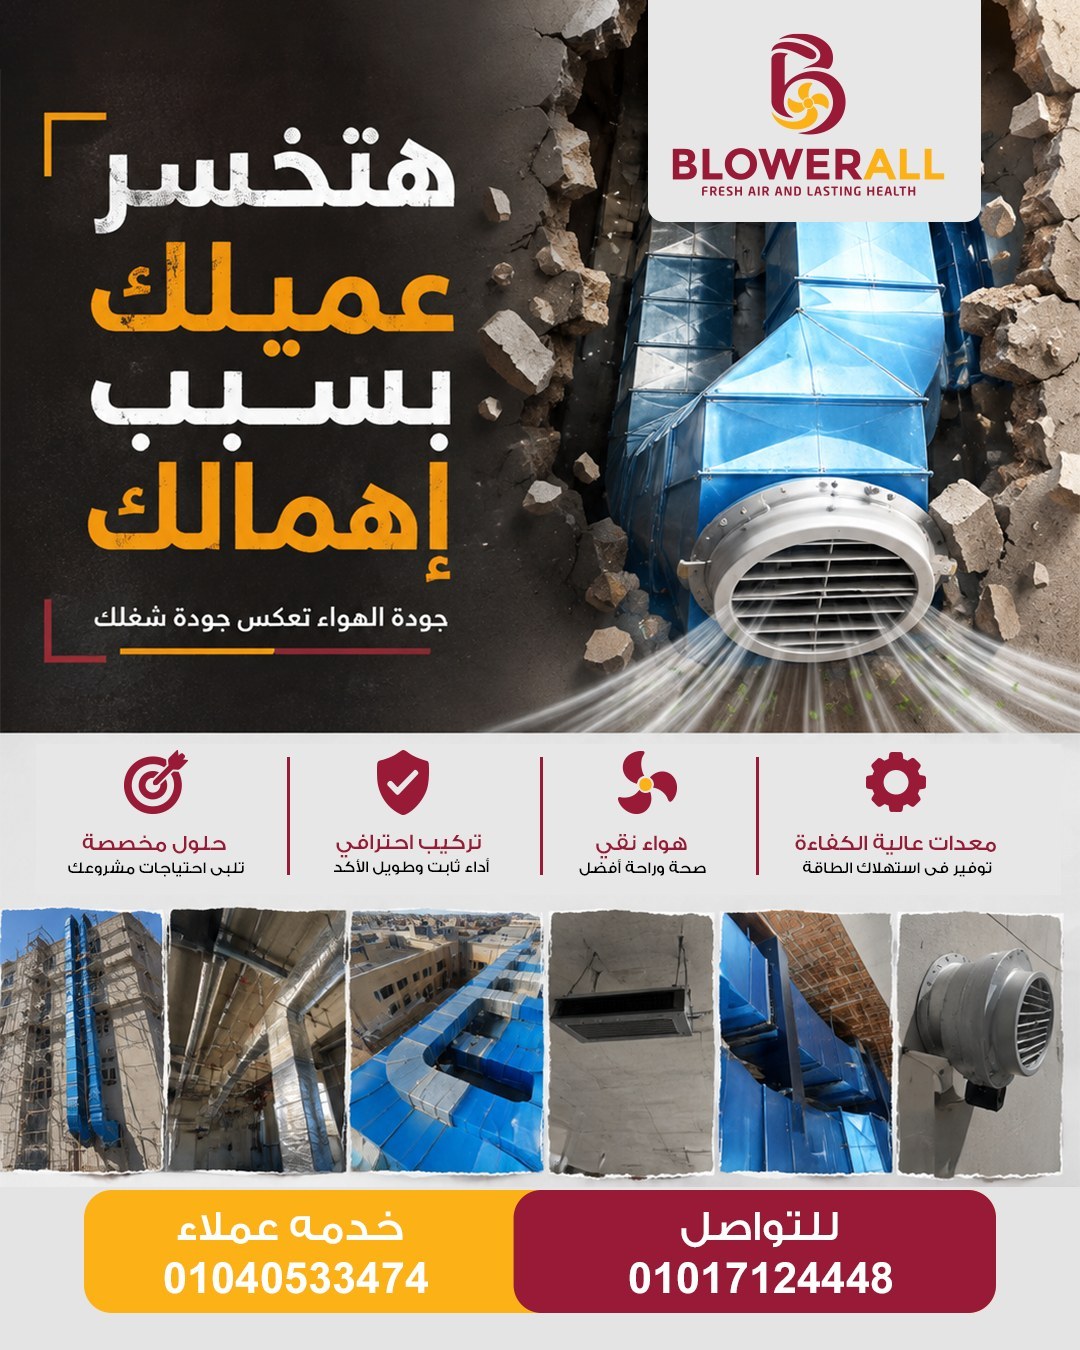 BLOWERALL
FRESH AIR AND LASTING HEALTH
هتخسر
عميلك
بسبب
إهمالك
جودة الهواء تعكس جودة شغلك
معدات عالية الكفاءة
توفير فى استهلاك الطاقة
هواء نقي
صحة وراحة أفضل
تركيب احترافي
أداء ثابت وطويل الأكد
حلول مخصصة
تلبى احتياجات مشروعك
للتواصل
01017124448
خدمه عملاء
01040533474